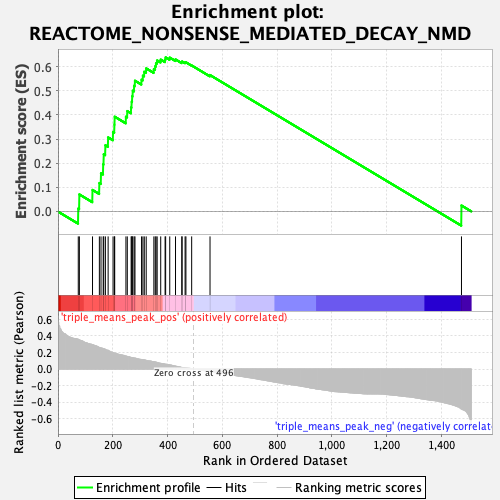 Enrichment plot:
REACTOME_NONSENSE_MEDIATED_DECAY_NMD
Enrichment score (ES)
0.6
0.5
0.4
0.3
0.2
0.1
0.0
Ranked list metric (Pearson)
'triple_means_peak_pos' (positively correlated)
0.6
0.4
0.2
0.0
-0.2
-0.4
-0.6
Zero cross at 496
'triple_means_peak_neg' (negatively correlated)
0
200
400
600
800
1,000
1,200
1,400
Rank in Ordered Dataset
Enrichment profile
Hits
Ranking metric scores